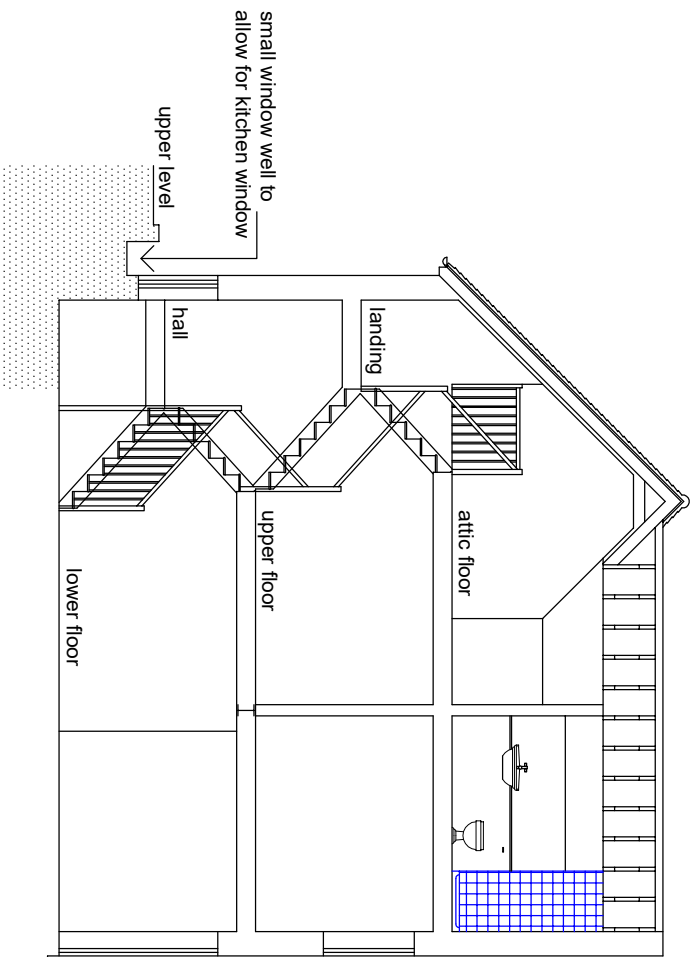 small window well to
allow for kitchen window
upper level
landing
hall
attic floor
upper floor
lower floor